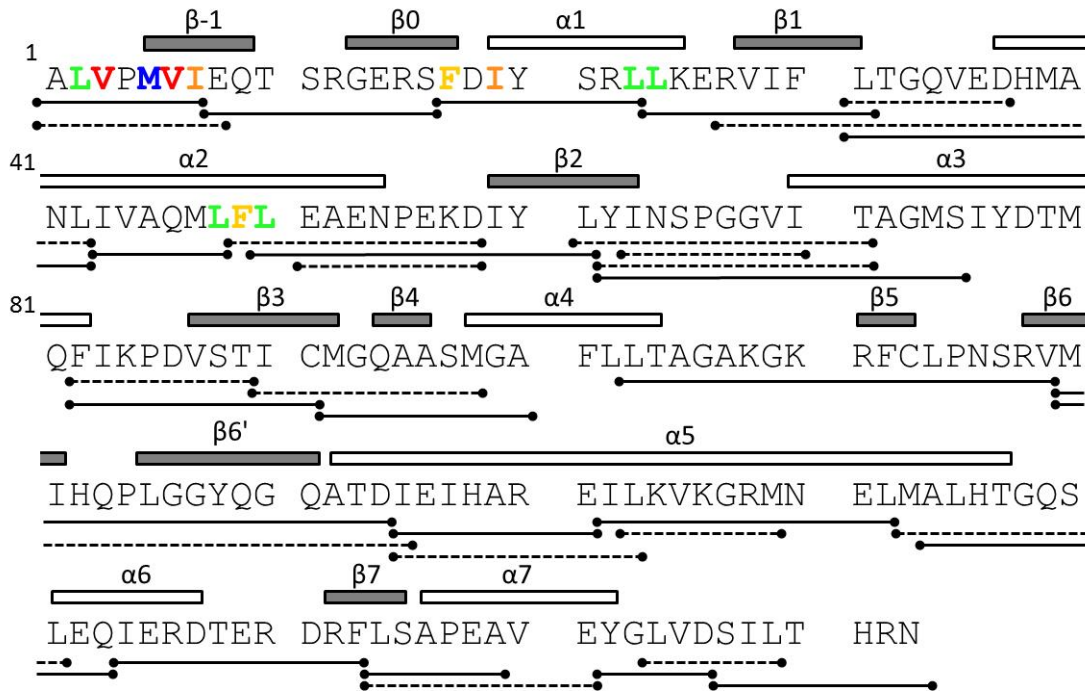 β-1 β0 α1 β1
1
ALVPMVIEQT SRGERSFDIY SRLLKERVIF LTGQVEDHMA
41
α2 β2 α3
NLIVAQMLFL EAENPEKDIY LYINSPGGVI TAGMSIYDTM
81
β3 β4 α4 β5 β6
QFIKPDVSTI CMGQAASMGA FLLTAGAKGK RFCLPNSRVM
β6' α5
IHQPLGGYQG QATDIEIHAR EILKVKGRMN ELMALHTGQS
α6 β7 α7
LEQIERDTER DRFLSAPEAV EYGLVDSILT HRN